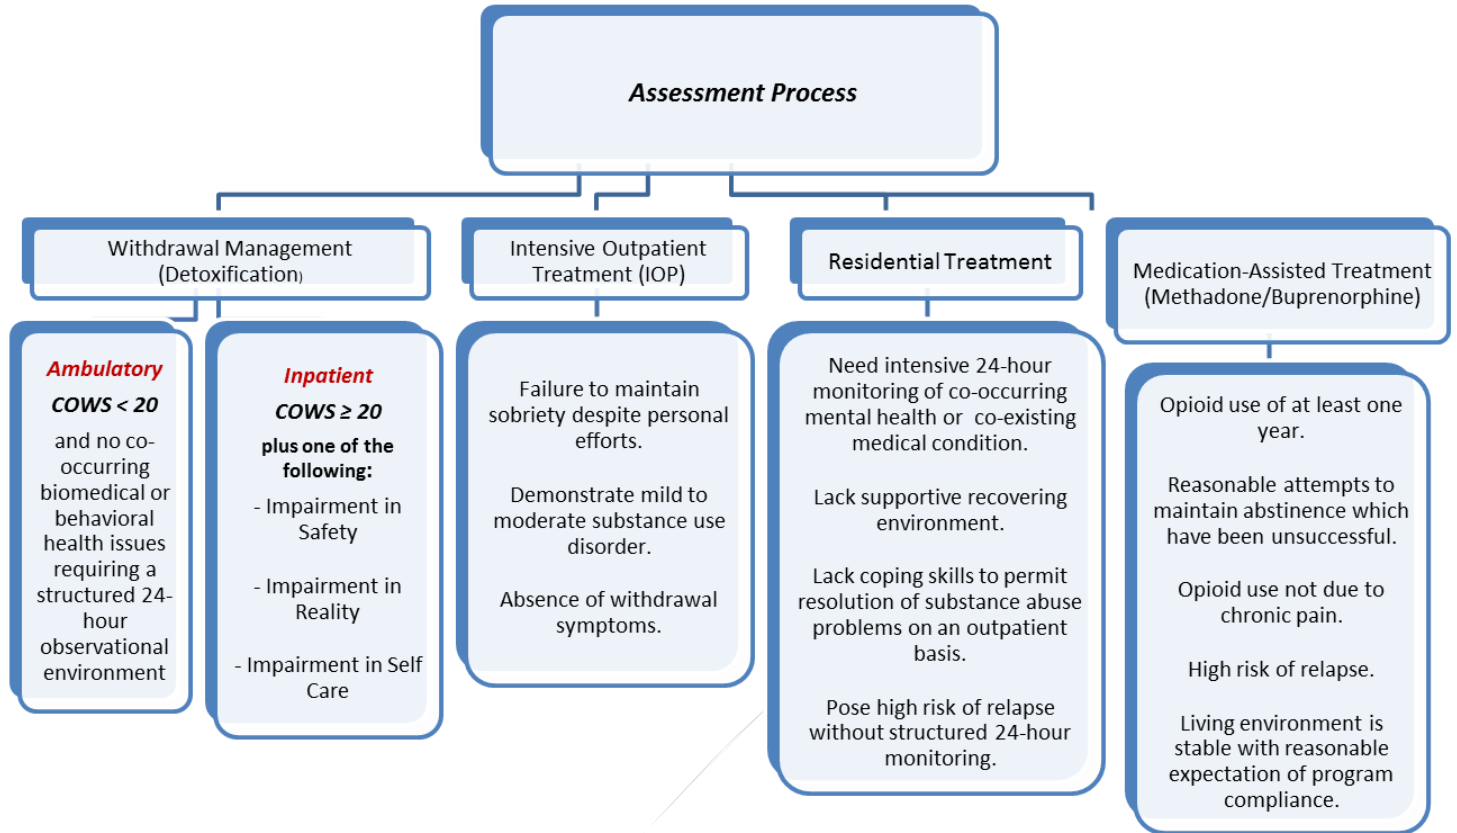 Assessment Process
Withdrawal Management
(Detoxification)
Ambulatory
COWS < 20
and no co-
occurring
biomedical or
behavioral
health issues
requiring a
structured 24-
hour
observational
environment
Inpatient
COWS ≥ 20
plus one of the
following:
- Impairment in
Safety
- Impairment in
Reality
- Impairment in Self
Care
Intensive Outpatient
Treatment (IOP)
Failure to maintain
sobriety despite personal
efforts.
Demonstrate mild to
moderate substance use
disorder.
Absence of withdrawal
symptoms.
Residential Treatment
Need intensive 24-hour
monitoring of co-occurring
mental health or  co-existing
medical condition.
Lack supportive recovering
environment.
Lack coping skills to permit
resolution of substance abuse
problems on an outpatient
basis.
Pose high risk of relapse
without structured 24-hour
monitoring.
Medication-Assisted Treatment
(Methadone/Buprenorphine)
Opioid use of at least one
year.
Reasonable attempts to
maintain abstinence which
have been unsuccessful.
Opioid use not due to
chronic pain.
High risk of relapse.
Living environment is
stable with reasonable
expectation of program
compliance.